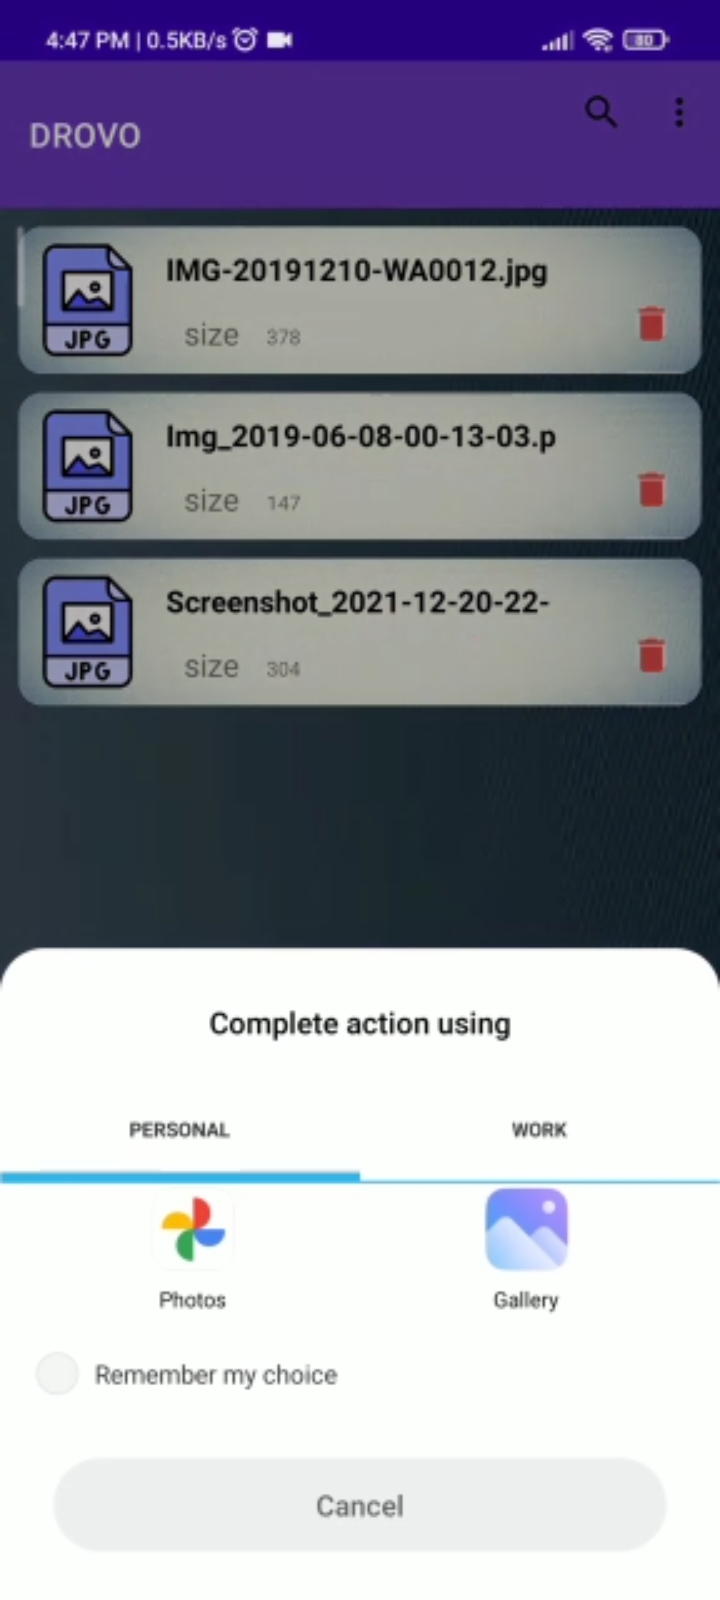 4:47 PM | 0.5KB/s
80
DROVO
IMG-20191210-WA0012.jpg
JPG
size 378
Img_2019-06-08-00-13-03.p
JPG
size 147
Screenshot_2021-12-20-22-
JPG
size 304
Complete action using
PERSONAL WORK
Photos Gallery
Remember my choice
Cancel